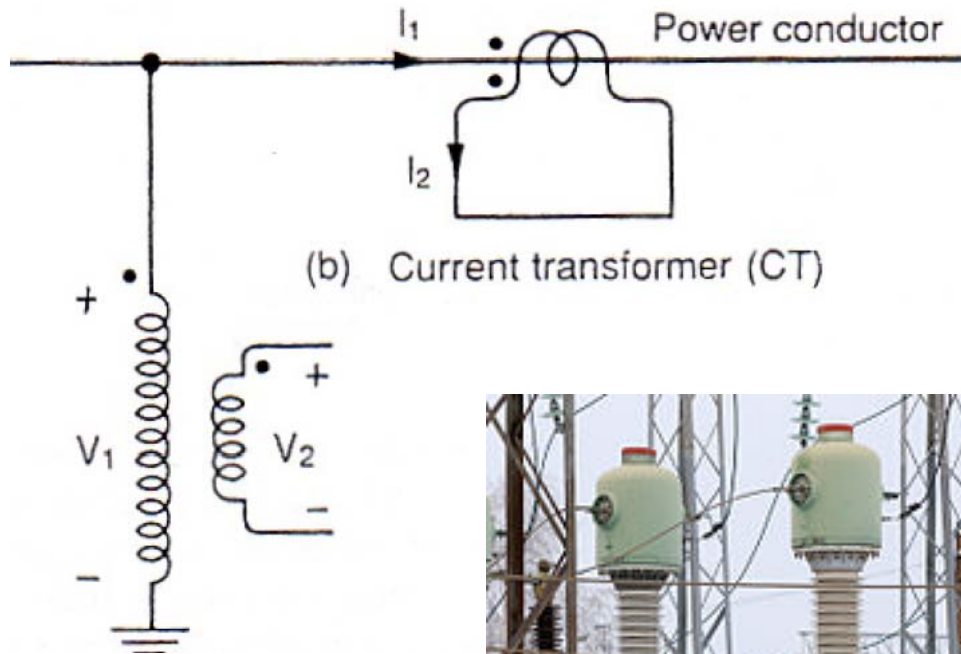 I₁
Power conductor
I₂
(b) Current transformer (CT)
+
V₁
−
+
V₂
−